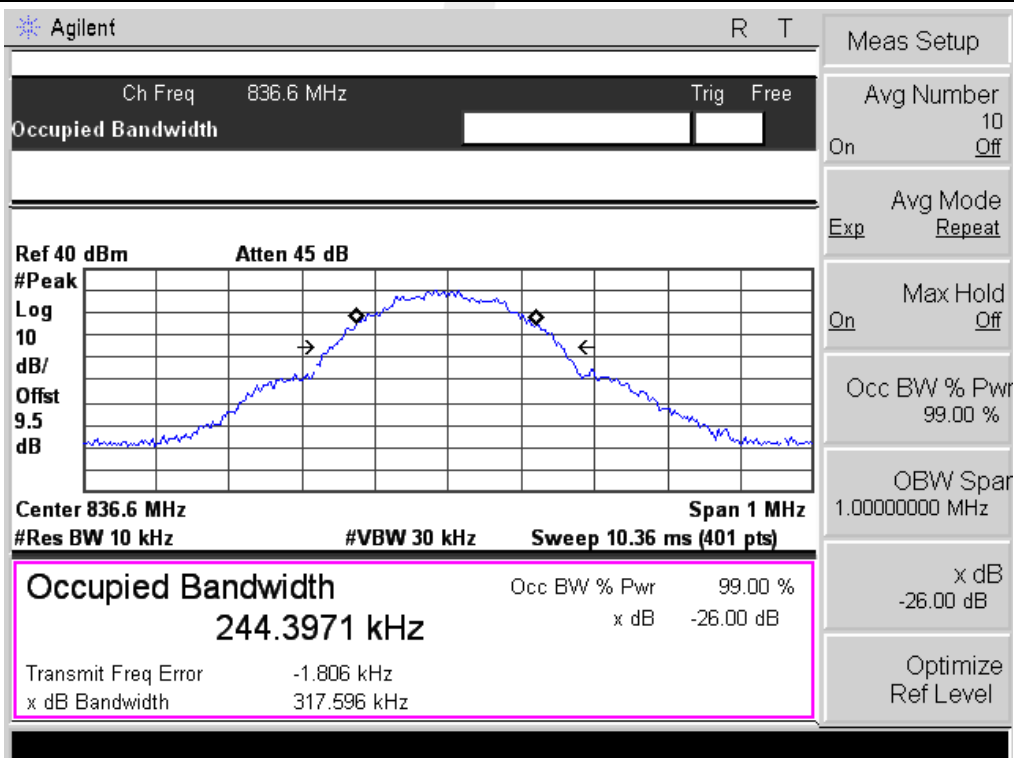 Agilent R T
Ch Freq 836.6 MHz Trig Free
Occupied Bandwidth
Ref 40 dBm Atten 45 dB
#Peak
Log
10
dB/
Offst
9.5
dB
Center 836.6 MHz Span 1 MHz
#Res BW 10 kHz #VBW 30 kHz Sweep 10.36 ms (401 pts)
Occupied Bandwidth
244.3971 kHz
Occ BW % Pwr 99.00 %
x dB -26.00 dB
Transmit Freq Error -1.806 kHz
x dB Bandwidth 317.596 kHz
Meas Setup
Avg Number
10
On Off
Avg Mode
Exp Repeat
Max Hold
On Off
Occ BW % Pwr
99.00 %
OBW Span
1.00000000 MHz
x dB
-26.00 dB
Optimize
Ref Level